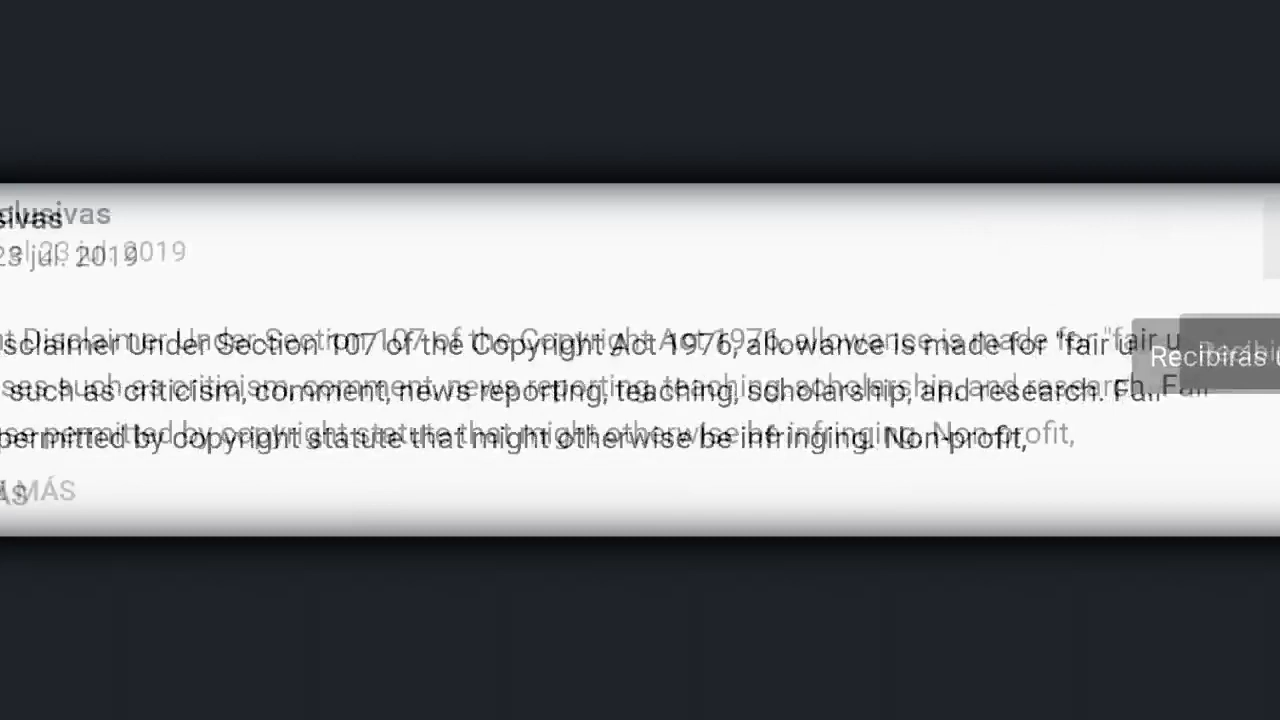 sivas
23 jul. 2019
sclaimer Under Section 107 of the Copyright Act 1976, allowance is made for "fair u
Recibirás
such as criticism, comment, news reporting, teaching, scholarship, and research. Fair
permitted by copyright statute that might otherwise be infringing. Non-profit,
MÁS